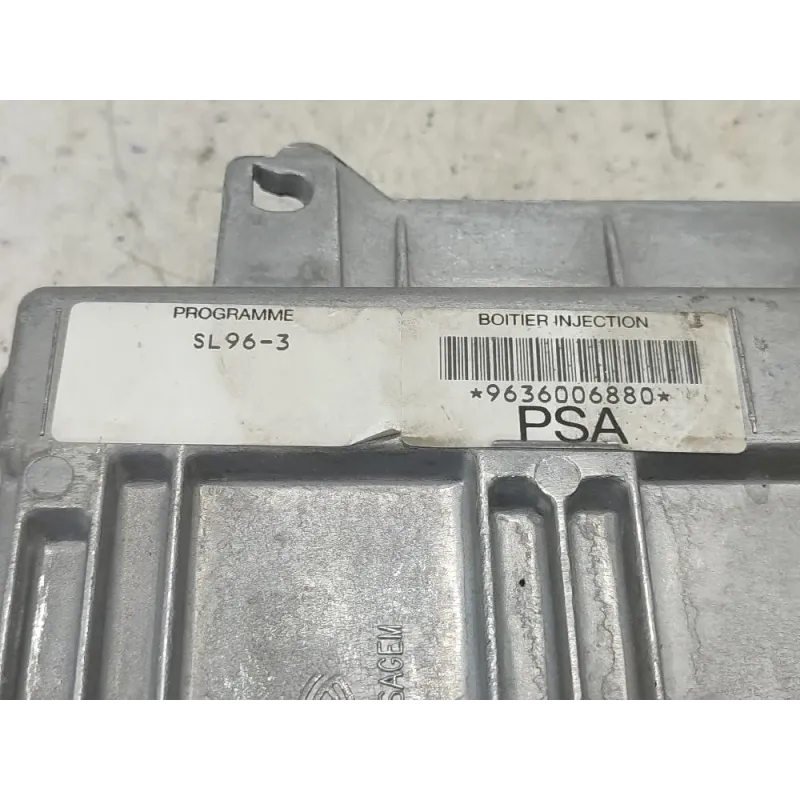 PROGRAMME
SL96-3
BOITIER INJECTION
*9636006880*
PSA
SAGEM